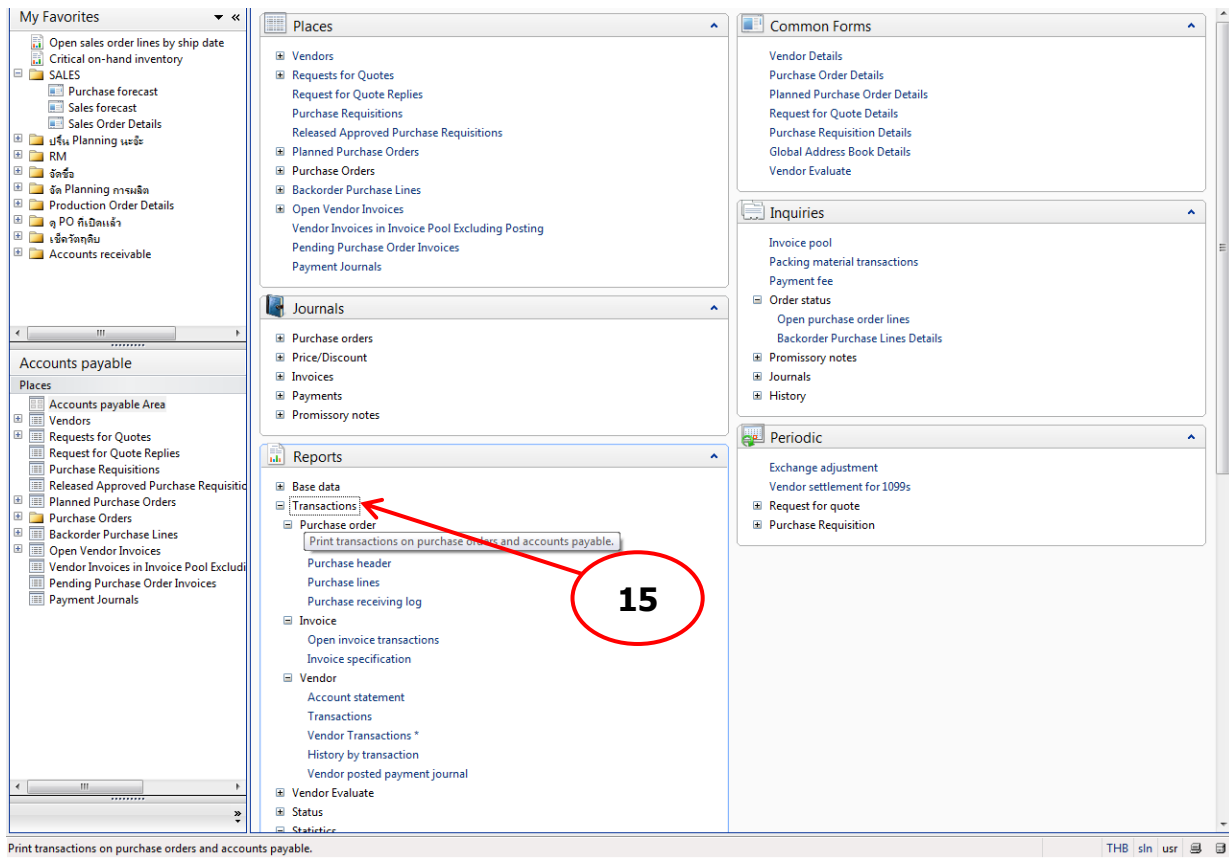 My Favorites
Open sales order lines by ship date
Critical on-hand inventory
SALES
Purchase forecast
Sales forecast
Sales Order Details
ปริ้น Planning นะจ๊ะ
RM
จัดซื้อ
จัด Planning การผลิต
Production Order Details
ดู PO ที่เปิดแล้ว
เช็ควัตถุดิบ
Accounts receivable
Accounts payable
Places
Accounts payable Area
Vendors
Requests for Quotes
Request for Quote Replies
Purchase Requisitions
Released Approved Purchase Requisitio
Planned Purchase Orders
Purchase Orders
Backorder Purchase Lines
Open Vendor Invoices
Vendor Invoices in Invoice Pool Excludi
Pending Purchase Order Invoices
Payment Journals
Places
Vendors
Requests for Quotes
Request for Quote Replies
Purchase Requisitions
Released Approved Purchase Requisitions
Planned Purchase Orders
Purchase Orders
Backorder Purchase Lines
Open Vendor Invoices
Vendor Invoices in Invoice Pool Excluding Posting
Pending Purchase Order Invoices
Payment Journals
Journals
Purchase orders
Price/Discount
Invoices
Payments
Promissory notes
Reports
Base data
Transactions
Purchase order
Print transactions on purchase orders and accounts payable.
Purchase header
Purchase lines
Purchase receiving log
Invoice
Open invoice transactions
Invoice specification
Vendor
Account statement
Transactions
Vendor Transactions *
History by transaction
Vendor posted payment journal
Vendor Evaluate
Status
Statistics
15
Common Forms
Vendor Details
Purchase Order Details
Planned Purchase Order Details
Request for Quote Details
Purchase Requisition Details
Global Address Book Details
Vendor Evaluate
Inquiries
Invoice pool
Packing material transactions
Payment fee
Order status
Open purchase order lines
Backorder Purchase Lines Details
Promissory notes
Journals
History
Periodic
Exchange adjustment
Vendor settlement for 1099s
Request for quote
Purchase Requisition
Print transactions on purchase orders and accounts payable.
THB sln usr